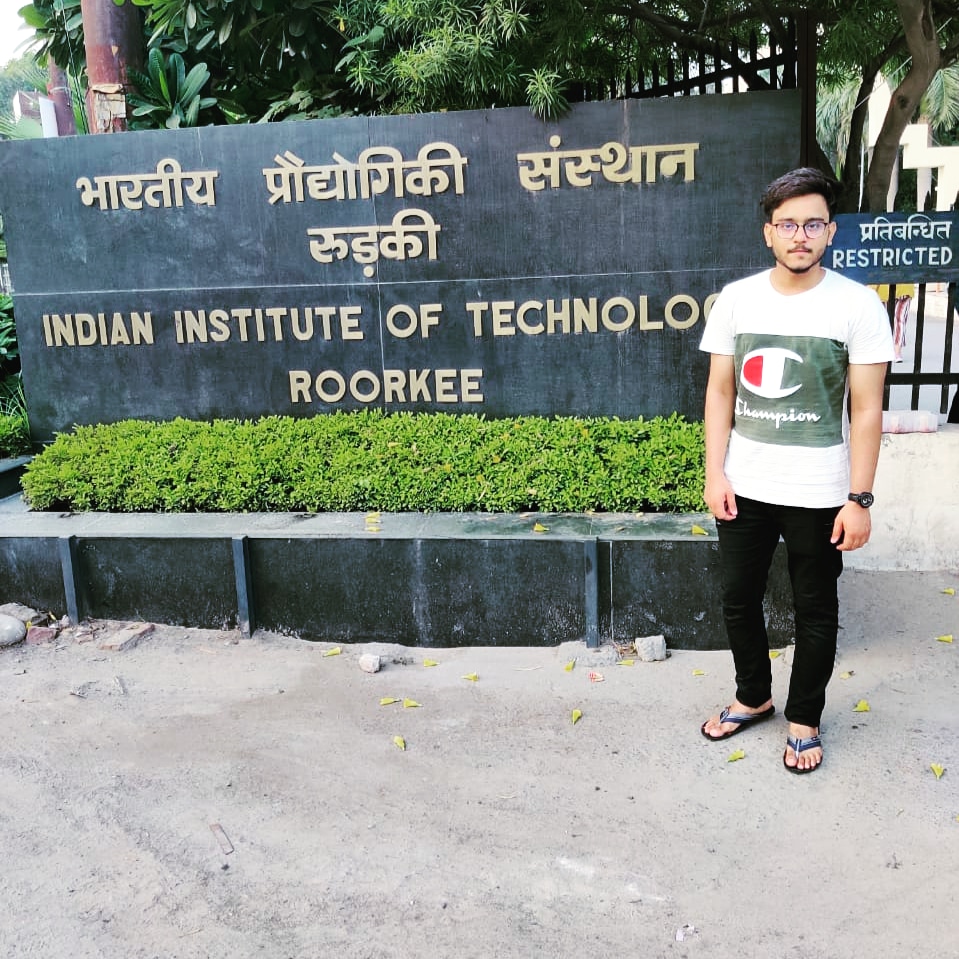 भारतीय प्रौद्योगिकी संस्थान
रुड़की
INDIAN INSTITUTE OF TECHNOLOG
ROORKEE
प्रतिबन्धित
RESTRICTED
C
Champion